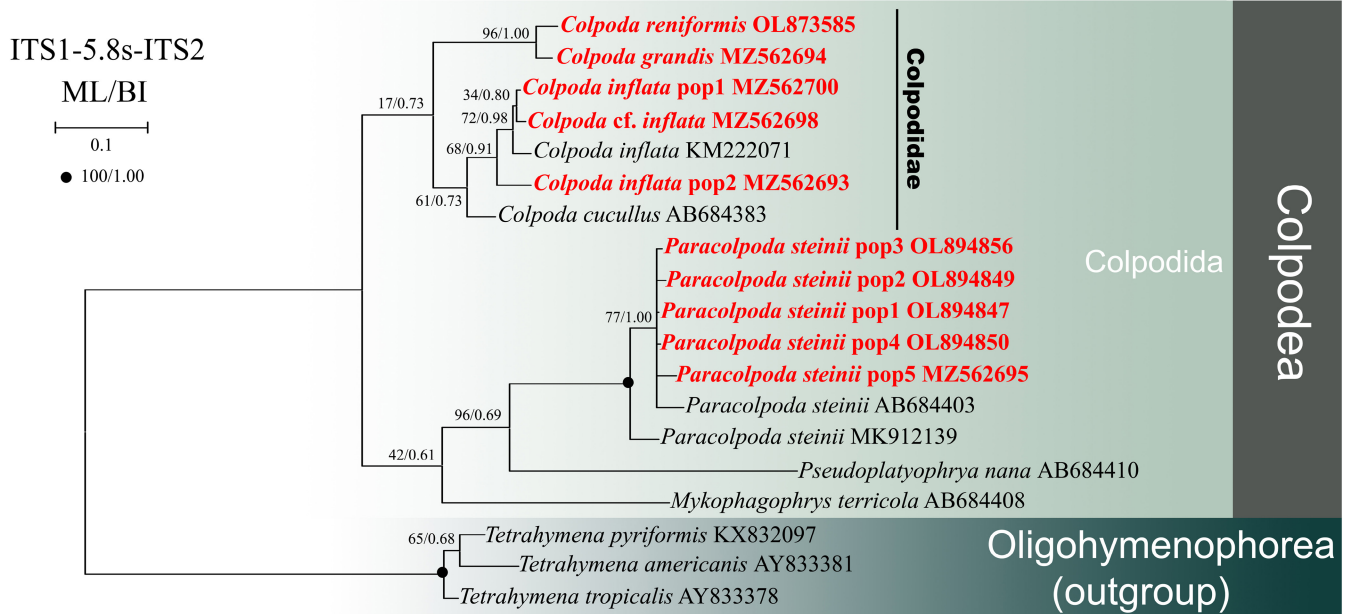 ITS1-5.8s-ITS2
ML/BI
0.1
100/1.00
96/1.00
Colpoda reniformis OL873585
Colpoda grandis MZ562694
17/0.73
34/0.80
Colpoda inflata pop1 MZ562700
72/0.98
Colpoda cf. inflata MZ562698
68/0.91
Colpoda inflata KM222071
Colpoda inflata pop2 MZ562693
61/0.73
Colpoda cucullus AB684383
Colpodidae
Paracolpoda steinii pop3 OL894856
Paracolpoda steinii pop2 OL894849
77/1.00
Paracolpoda steinii pop1 OL894847
Paracolpoda steinii pop4 OL894850
Paracolpoda steinii pop5 MZ562695
Paracolpoda steinii AB684403
96/0.69
Paracolpoda steinii MK912139
42/0.61
Pseudoplatyophrya nana AB684410
Mykophagophrys terricola AB684408
Colpodida
Colpodea
65/0.68
Tetrahymena pyriformis KX832097
Tetrahymena americanis AY833381
Tetrahymena tropicalis AY833378
Oligohymenophorea
(outgroup)